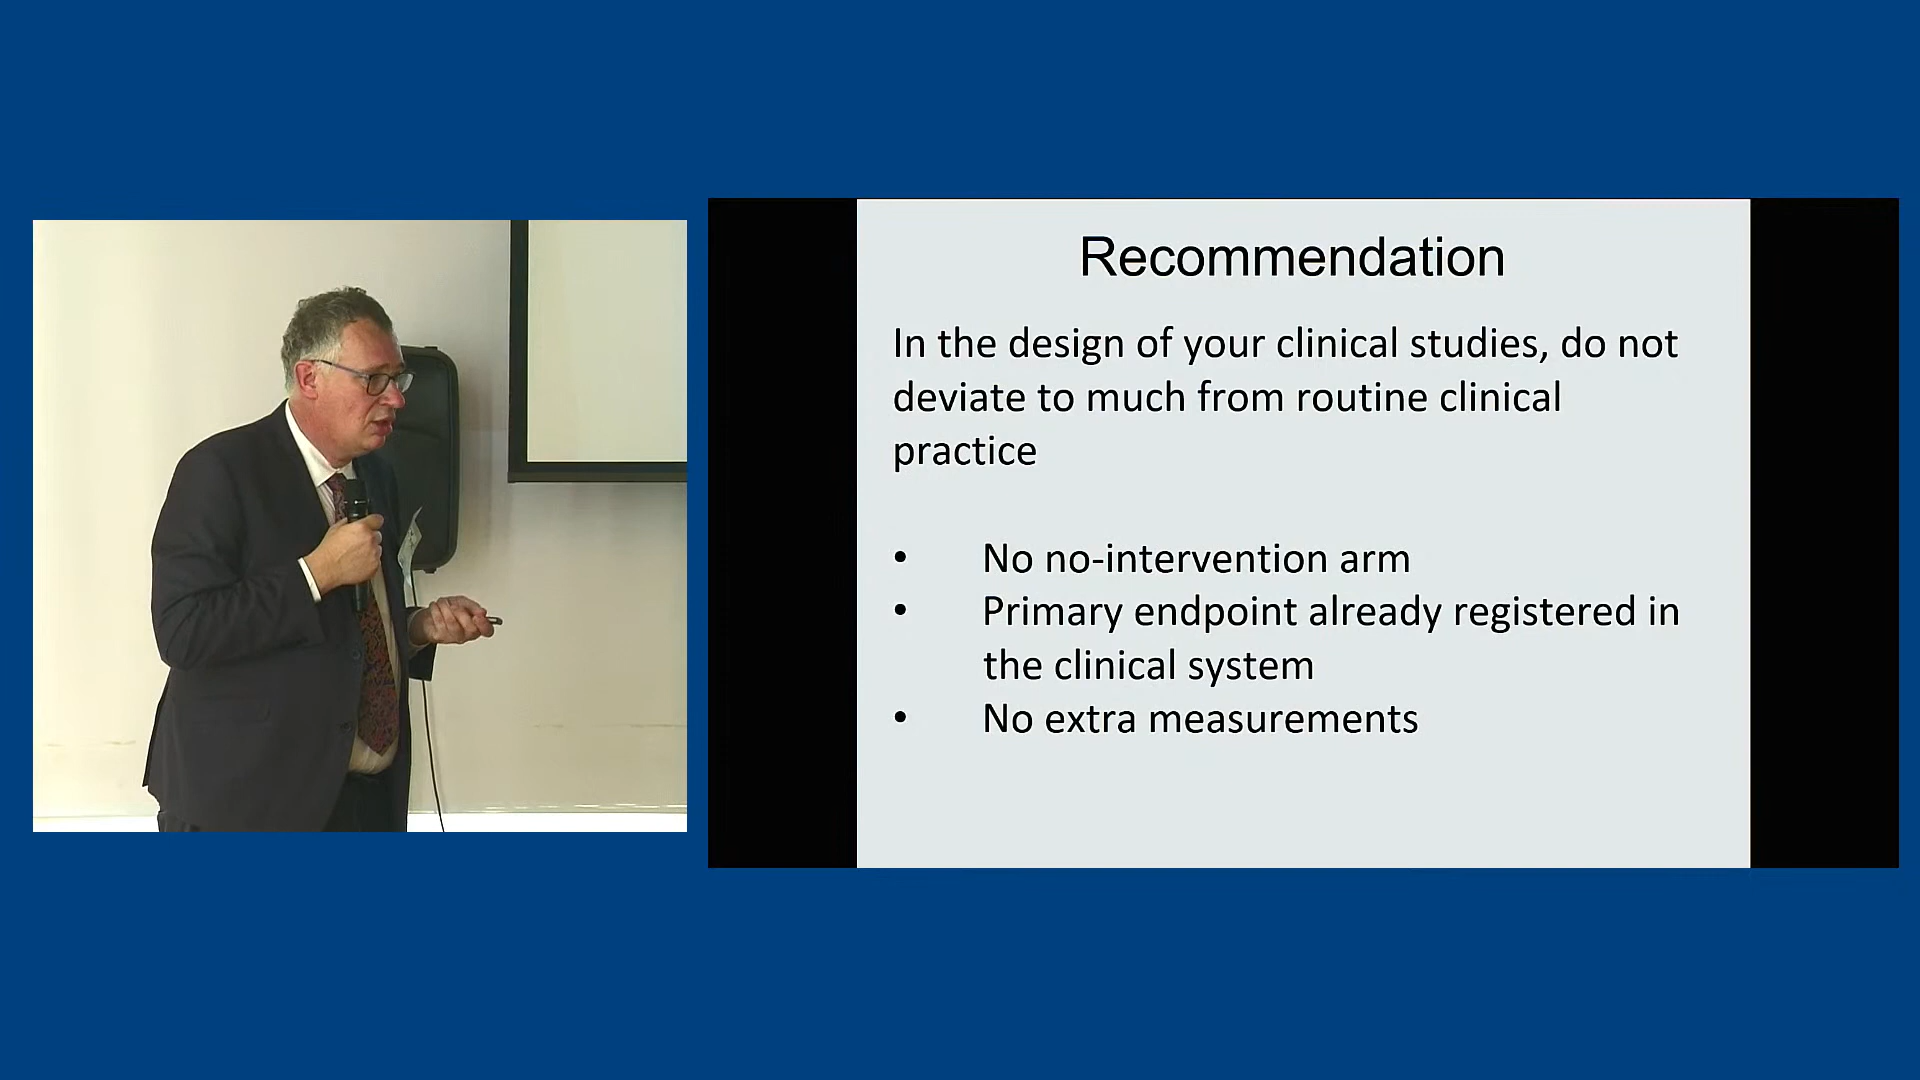 Recommendation
In the design of your clinical studies, do not
deviate to much from routine clinical
practice
• No no-intervention arm
• Primary endpoint already registered in
the clinical system
• No extra measurements